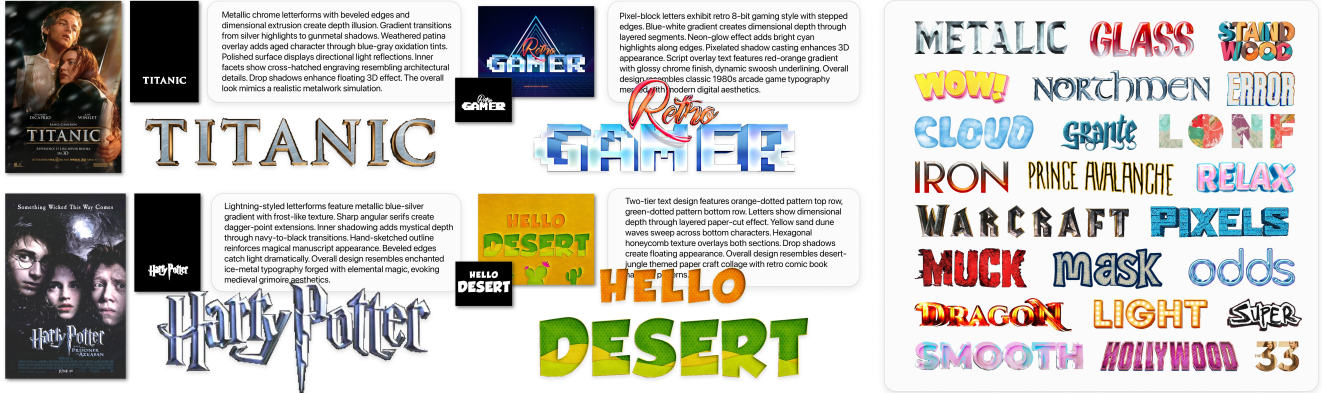 DICAPRIO WINSLET
TITANIC
IN 3D
TITANIC
Metallic chrome letterforms with beveled edges and
dimensional extrusion create depth illusion. Gradient transitions
from silver highlights to gunmetal shadows. Weathered patina
overlay adds aged character through blue-gray oxidation tints.
Polished surface displays directional light reflections. Inner
facets show cross-hatched engraving resembling architectural
details. Drop shadows enhance floating 3D effect. The overall
look mimics a realistic metalwork simulation.
TITANIC
Retro
GAMER
Retro
GAMER
Pixel-block letters exhibit retro 8-bit gaming style with stepped
edges. Blue-white gradient creates dimensional depth through
layered segments. Neon-glow effect adds bright cyan
highlights along edges. Pixelated shadow casting enhances 3D
appearance. Script overlay text features red-orange gradient
with glossy chrome finish, dynamic swoosh underlining. Overall
design resembles classic 1980s arcade game typography
with modern digital aesthetics.
Retro
GAMER
Something Wicked This Way Comes
Harry Potter
PRISONER
AZKABAN
JUNE
Harry Potter
Lightning-styled letterforms feature metallic blue-silver
gradient with frost-like texture. Sharp angular serifs create
dagger-point extensions. Inner shadowing adds mystical depth
through navy-to-black transitions. Hand-sketched outline
reinforces magical manuscript appearance. Beveled edges
catch light dramatically. Overall design resembles enchanted
ice-metal typography forged with elemental magic, evoking
medieval grimoire aesthetics.
Harry Potter
HELLO
DESERT
HELLO
DESERT
Two-tier text design features orange-dotted pattern top row,
green-dotted pattern bottom row. Letters show dimensional
depth through layered paper-cut effect. Yellow sand and dune
waves sweep across bottom characters. Hexagonal
honeycomb texture overlays both sections. Drop shadows
create floating appearance. Overall design resembles desert-
jungle themed paper craft collage with retro comic book
HELLO
DESERT
METALIC GLASS STAND WOOD
WOW! NORTHMEN ERROR
CLOUD Grante LONF
IRON PRINCE AVALANCHE RELAX
WARCRAFT PIXELS
MUCK mask odds
DRAGON LIGHT SUPER
SMOOTH HOLLYWOOD THE 33